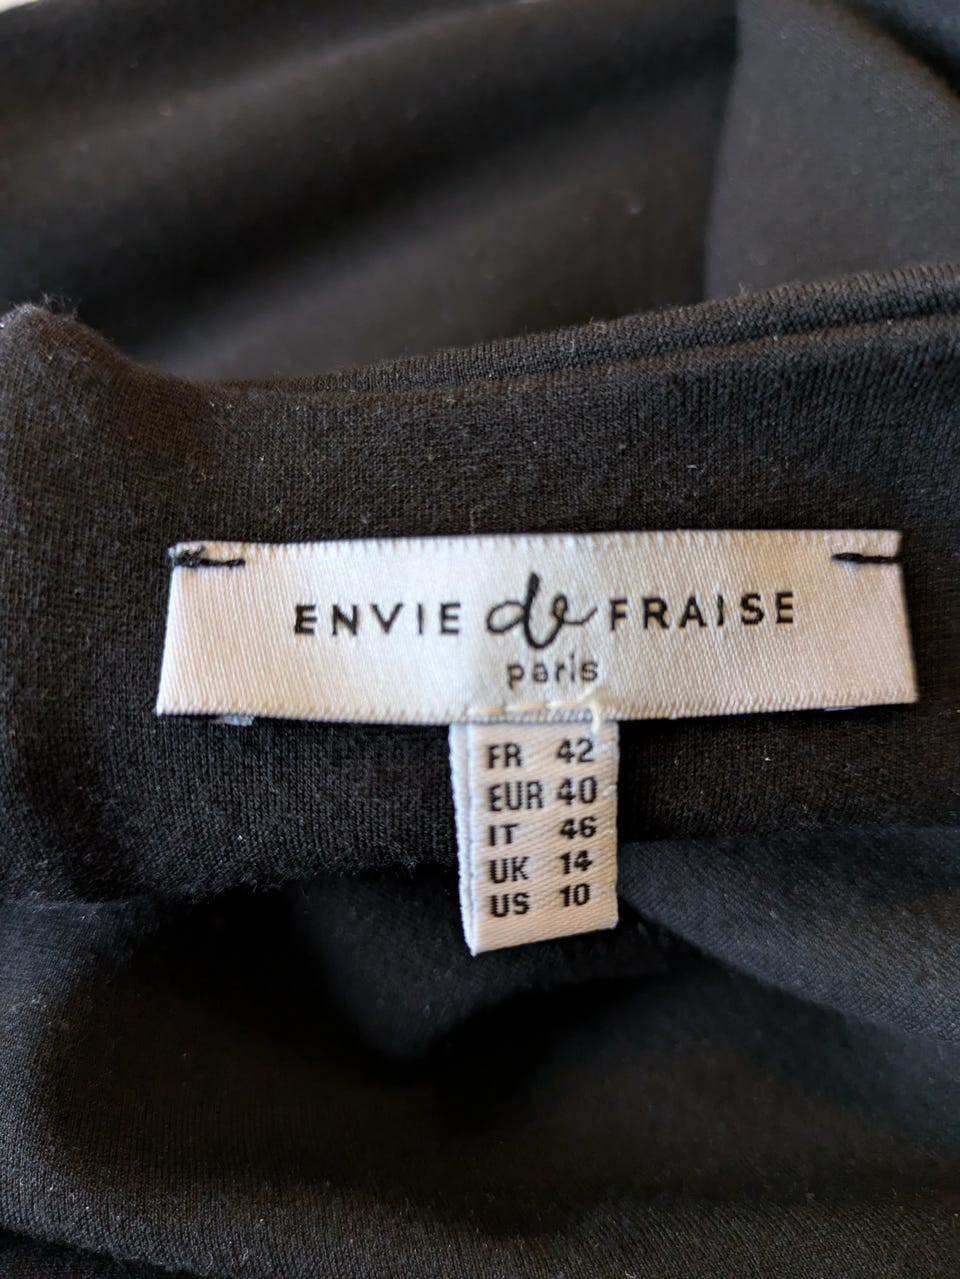 ENVIE de FRAISE
paris
FR 42
EUR 40
IT 46
UK 14
US 10